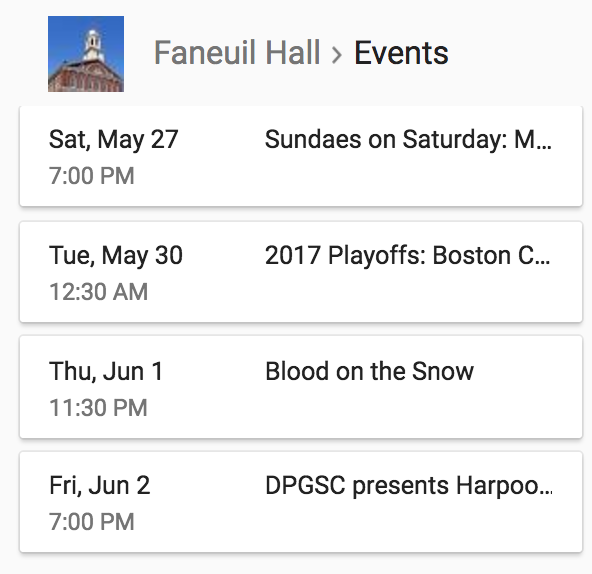 Faneuil Hall › Events
Sat, May 27
Sundaes on Saturday: M...
7:00 PM
Tue, May 30
2017 Playoffs: Boston C...
12:30 AM
Thu, Jun 1
Blood on the Snow
11:30 PM
Fri, Jun 2
DPGSC presents Harpoo...
7:00 PM